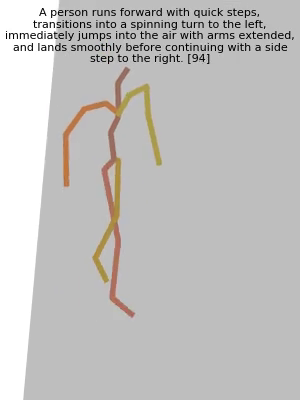 A person runs forward with quick steps,
transitions into a spinning turn to the left,
immediately jumps into the air with arms extended,
and lands smoothly before continuing with a side
step to the right. [94]